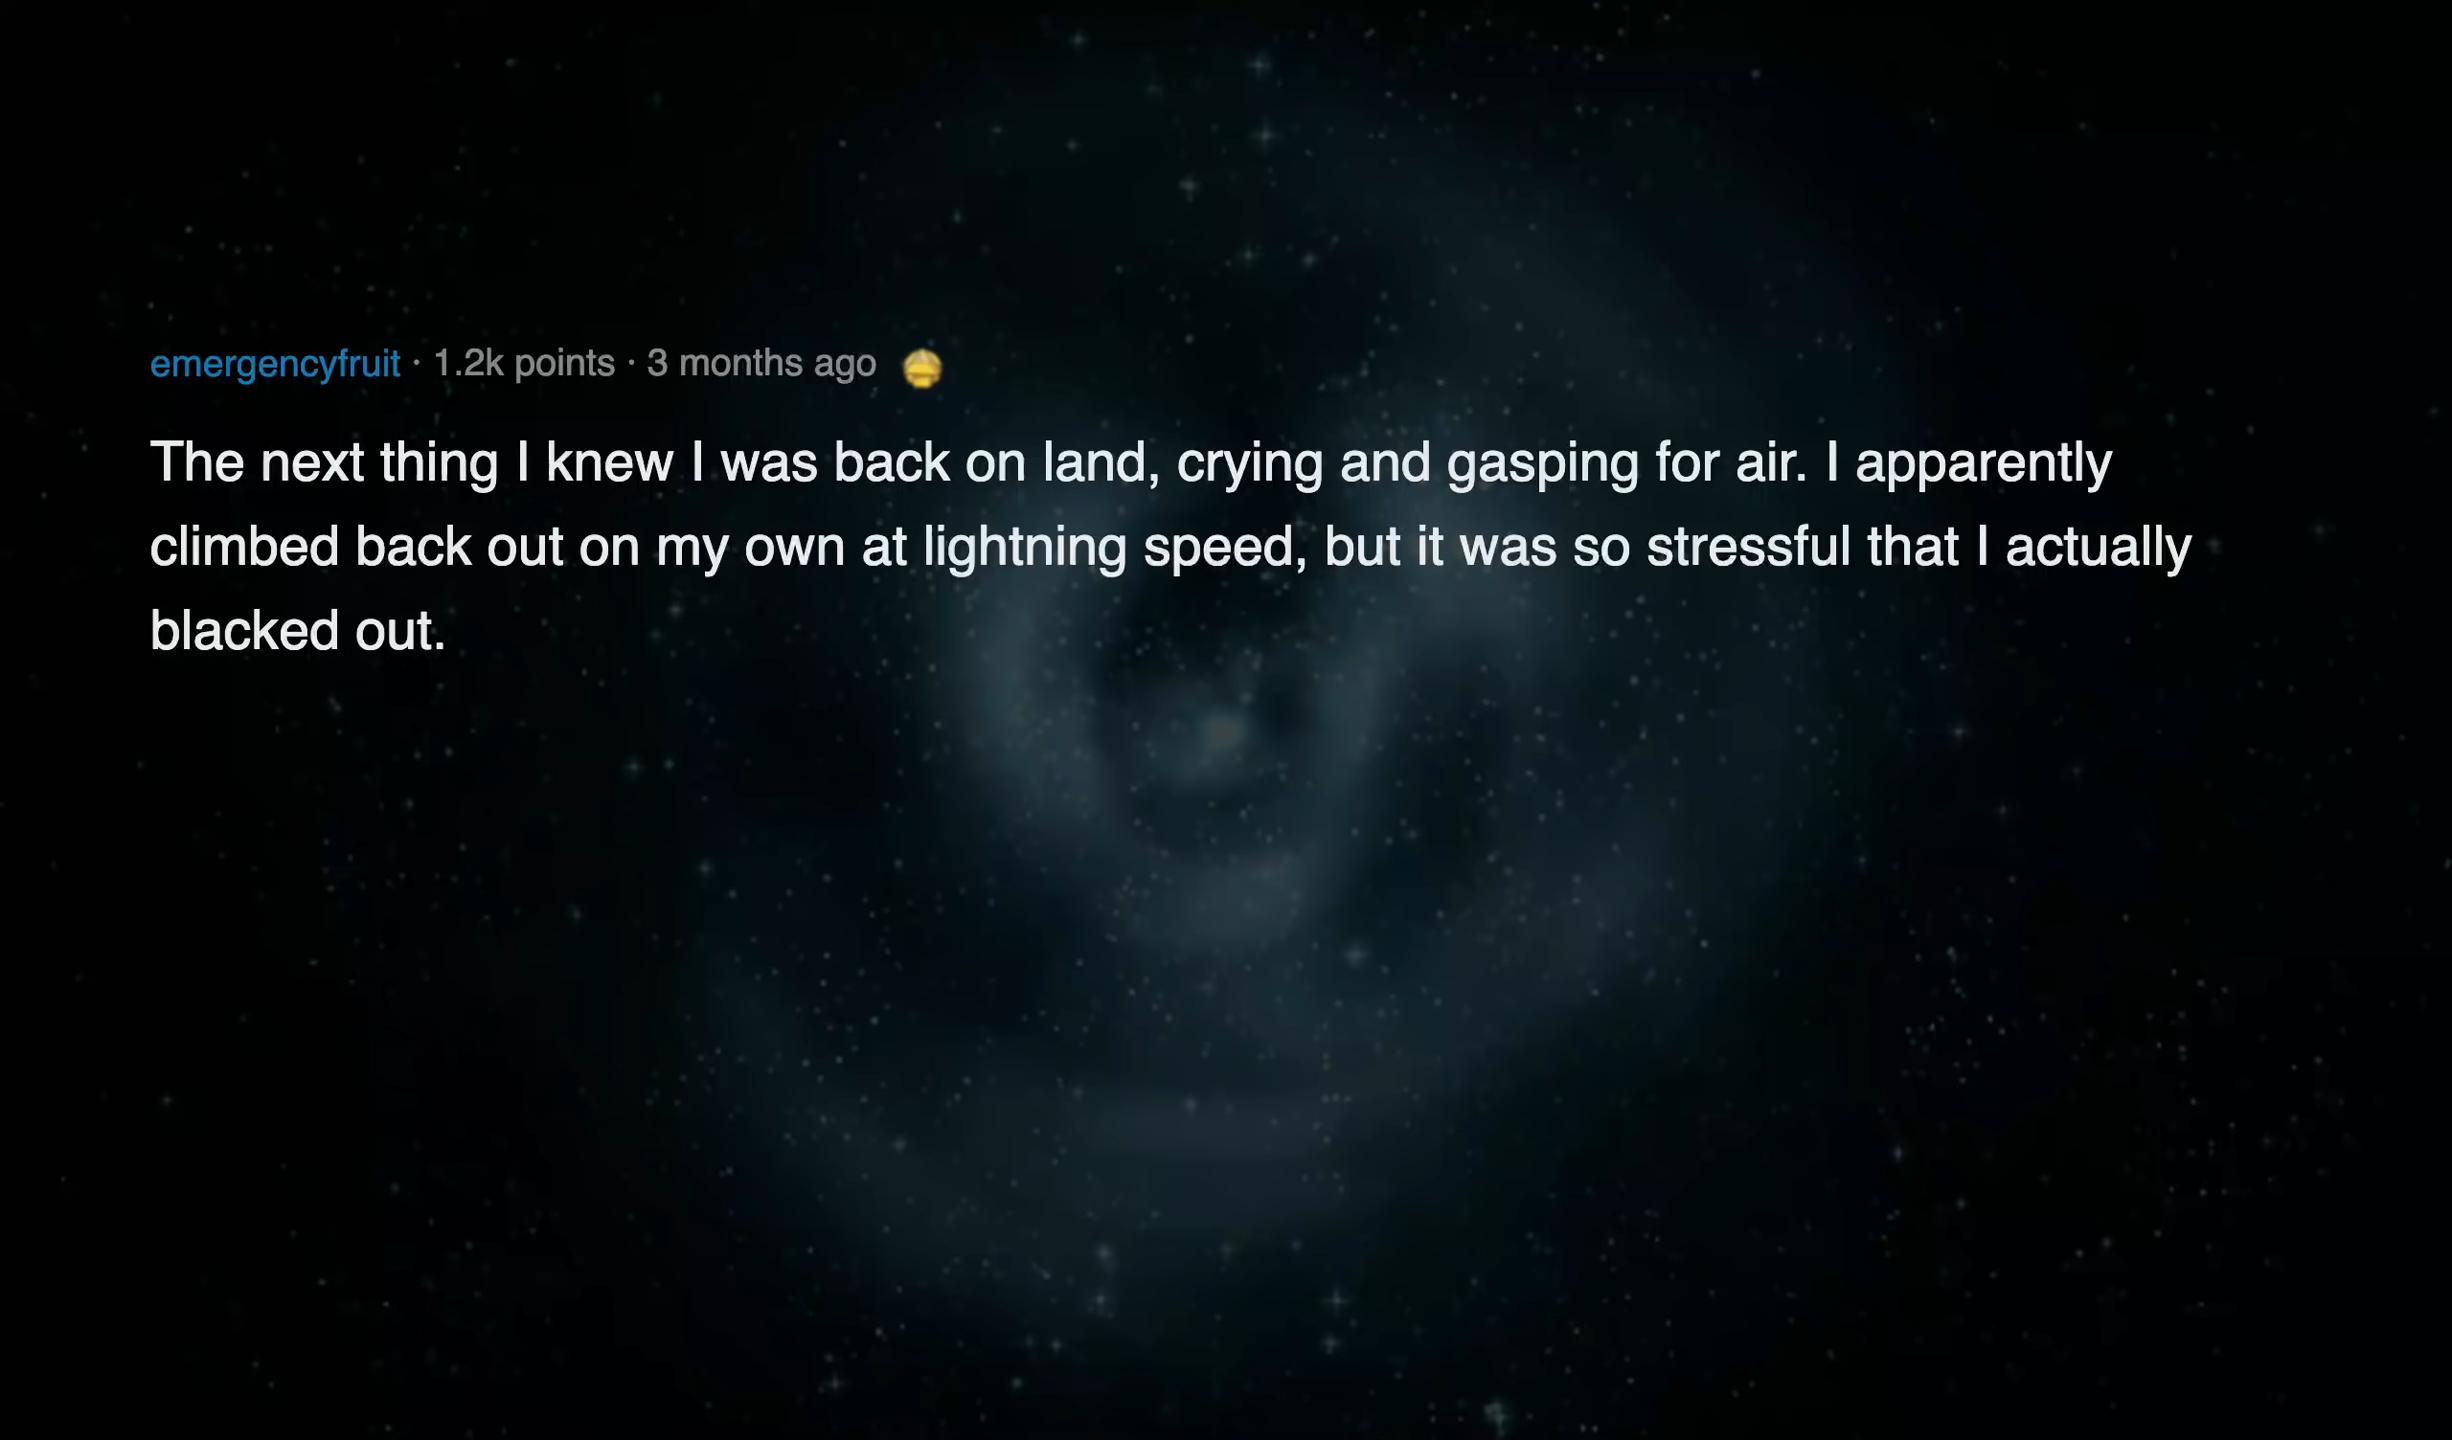 emergencyfruit · 1.2k points · 3 months ago
The next thing I knew I was back on land, crying and gasping for air. I apparently
climbed back out on my own at lightning speed, but it was so stressful that I actually
blacked out.